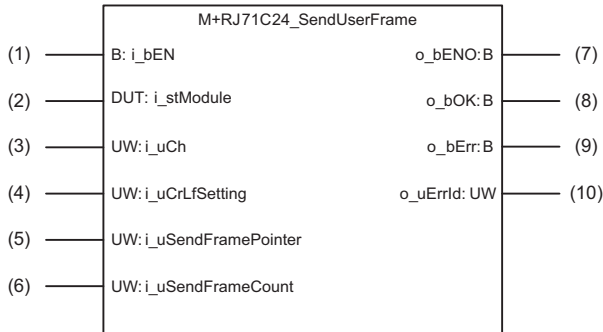 M+RJ71C24_SendUserFrame
(1) B: i_bEN o_bENO: B (7)
(2) DUT: i_stModule o_bOK: B (8)
(3) UW: i_uCh o_bErr: B (9)
(4) UW: i_uCrLfSetting o_uErrId: UW (10)
(5) UW: i_uSendFramePointer
(6) UW: i_uSendFrameCount